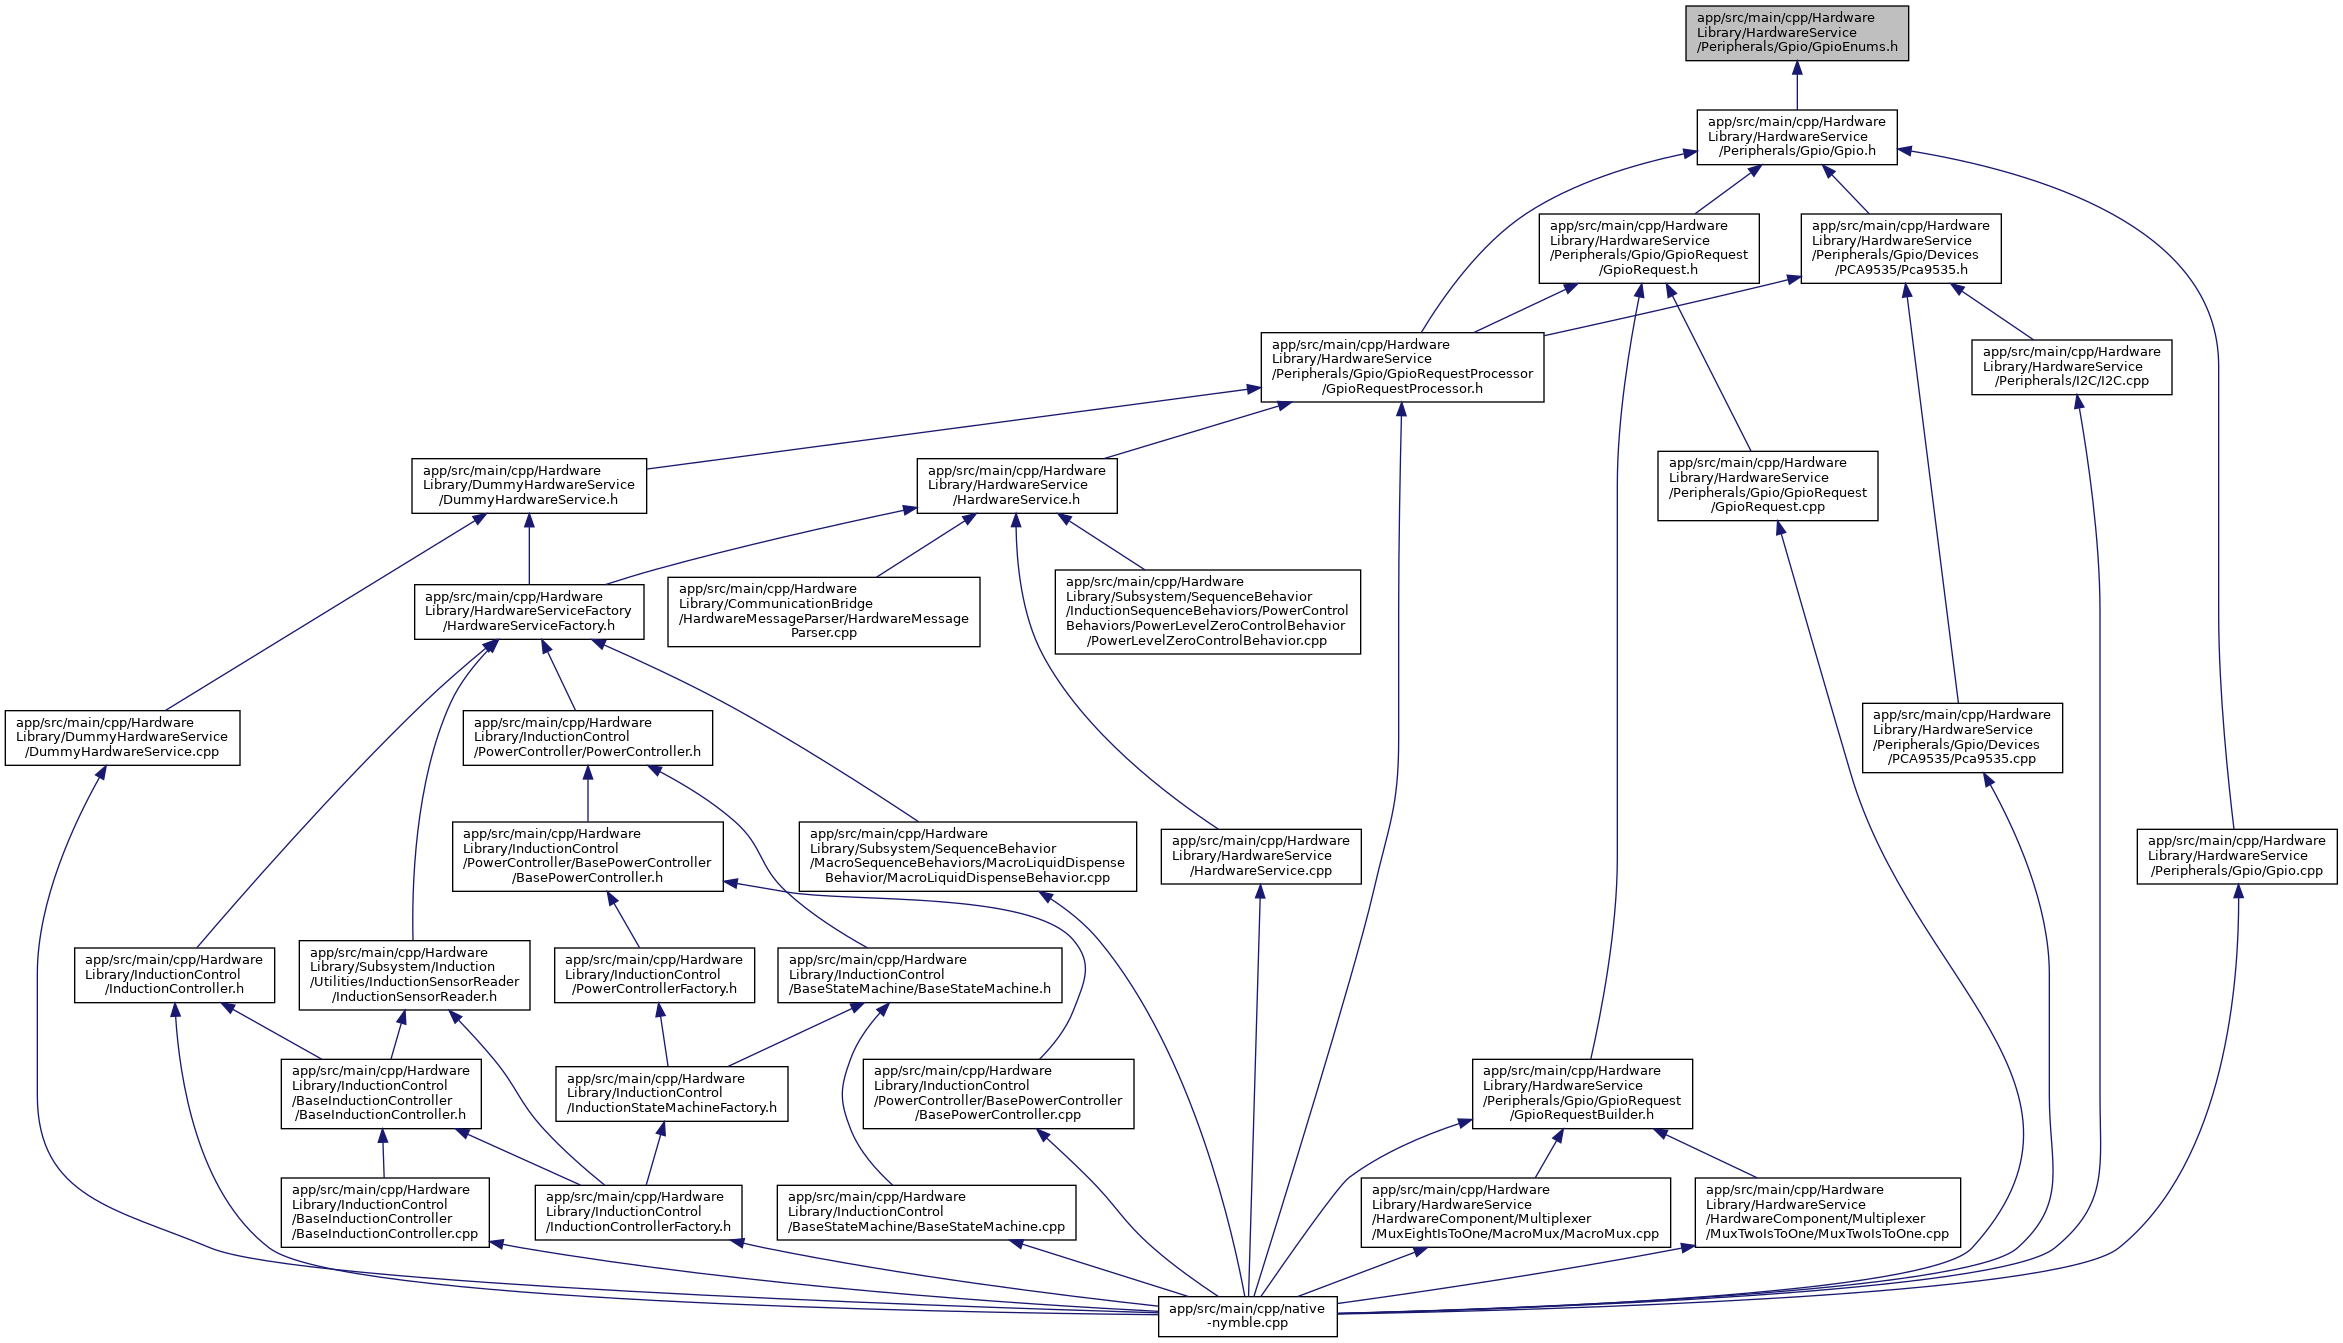 app/src/main/cpp/Hardware
Library/HardwareService
/Peripherals/Gpio/GpioEnums.h
app/src/main/cpp/Hardware
Library/HardwareService
/Peripherals/Gpio/Gpio.h
app/src/main/cpp/Hardware
Library/HardwareService
/Peripherals/Gpio/GpioRequest
/GpioRequest.h
app/src/main/cpp/Hardware
Library/HardwareService
/Peripherals/Gpio/Devices
/PCA9535/Pca9535.h
app/src/main/cpp/Hardware
Library/HardwareService
/Peripherals/Gpio/GpioRequestProcessor
/GpioRequestProcessor.h
app/src/main/cpp/Hardware
Library/HardwareService
/Peripherals/I2C/I2C.cpp
app/src/main/cpp/Hardware
Library/DummyHardwareService
/DummyHardwareService.h
app/src/main/cpp/Hardware
Library/HardwareService
/HardwareService.h
app/src/main/cpp/Hardware
Library/HardwareService
/Peripherals/Gpio/GpioRequest
/GpioRequest.cpp
app/src/main/cpp/Hardware
Library/HardwareServiceFactory
/HardwareServiceFactory.h
app/src/main/cpp/Hardware
Library/CommunicationBridge
/HardwareMessageParser/HardwareMessage
Parser.cpp
app/src/main/cpp/Hardware
Library/Subsystem/SequenceBehavior
/InductionSequenceBehaviors/PowerControl
Behaviors/PowerLevelZeroControlBehavior
/PowerLevelZeroControlBehavior.cpp
app/src/main/cpp/Hardware
Library/DummyHardwareService
/DummyHardwareService.cpp
app/src/main/cpp/Hardware
Library/InductionControl
/PowerController/PowerController.h
app/src/main/cpp/Hardware
Library/HardwareService
/Peripherals/Gpio/Devices
/PCA9535/Pca9535.cpp
app/src/main/cpp/Hardware
Library/InductionControl
/PowerController/BasePowerController
/BasePowerController.h
app/src/main/cpp/Hardware
Library/Subsystem/SequenceBehavior
/MacroSequenceBehaviors/MacroLiquidDispense
Behavior/MacroLiquidDispenseBehavior.cpp
app/src/main/cpp/Hardware
Library/HardwareService
/HardwareService.cpp
app/src/main/cpp/Hardware
Library/HardwareService
/Peripherals/Gpio/Gpio.cpp
app/src/main/cpp/Hardware
Library/InductionControl
/InductionController.h
app/src/main/cpp/Hardware
Library/Subsystem/Induction
/Utilities/InductionSensorReader
/InductionSensorReader.h
app/src/main/cpp/Hardware
Library/InductionControl
/PowerControllerFactory.h
app/src/main/cpp/Hardware
Library/InductionControl
/BaseStateMachine/BaseStateMachine.h
app/src/main/cpp/Hardware
Library/InductionControl
/BaseInductionController
/BaseInductionController.h
app/src/main/cpp/Hardware
Library/InductionControl
/InductionStateMachineFactory.h
app/src/main/cpp/Hardware
Library/InductionControl
/PowerController/BasePowerController
/BasePowerController.cpp
app/src/main/cpp/Hardware
Library/HardwareService
/Peripherals/Gpio/GpioRequest
/GpioRequestBuilder.h
app/src/main/cpp/Hardware
Library/InductionControl
/BaseInductionController
/BaseInductionController.cpp
app/src/main/cpp/Hardware
Library/InductionControl
/InductionControllerFactory.h
app/src/main/cpp/Hardware
Library/InductionControl
/BaseStateMachine/BaseStateMachine.cpp
app/src/main/cpp/Hardware
Library/HardwareService
/HardwareComponent/Multiplexer
/MuxEightIsToOne/MacroMux/MacroMux.cpp
app/src/main/cpp/Hardware
Library/HardwareService
/HardwareComponent/Multiplexer
/MuxTwoIsToOne/MuxTwoIsToOne.cpp
app/src/main/cpp/native
-nymble.cpp